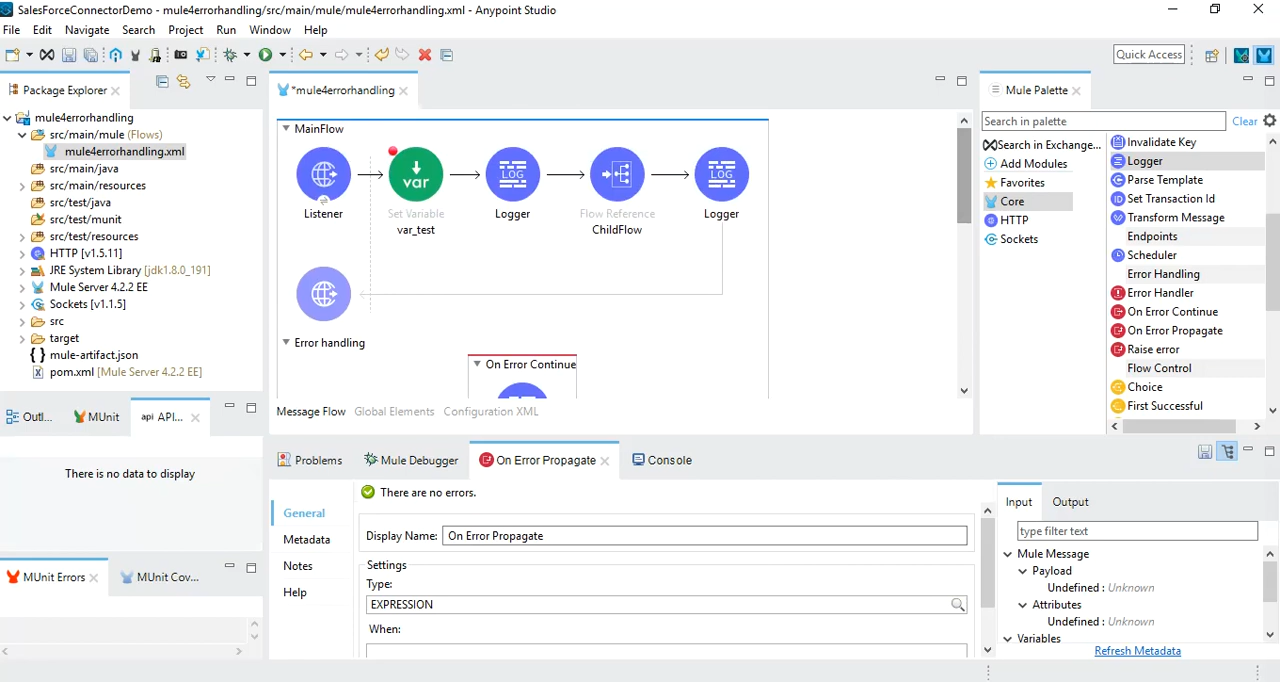 SalesForceConnectorDemo - mule4errorhandling/src/main/mule/mule4errorhandling.xml - Anypoint Studio
File Edit Navigate Search Project Run Window Help
Quick Access
Package Explorer
mule4errorhandling
src/main/mule (Flows)
mule4errorhandling.xml
src/main/java
src/main/resources
src/test/java
src/test/munit
src/test/resources
HTTP [v1.5.11]
JRE System Library [jdk1.8.0_191]
Mule Server 4.2.2 EE
Sockets [v1.1.5]
src
target
mule-artifact.json
pom.xml [Mule Server 4.2.2 EE]
Outl... MUnit api API...
There is no data to display
MUnit Errors MUnit Cov...
*mule4errorhandling
MainFlow
var LOG LOG
Listener Set Variable Logger Flow Reference Logger
var_test ChildFlow
Error handling
On Error Continue
Message Flow Global Elements Configuration XML
Mule Palette
Search in palette Clear
Search in Exchange...
Add Modules
Favorites
Core
HTTP
Sockets
Invalidate Key
Logger
Parse Template
Set Transaction Id
Transform Message
Endpoints
Scheduler
Error Handling
Error Handler
On Error Continue
On Error Propagate
Raise error
Flow Control
Choice
First Successful
Problems Mule Debugger On Error Propagate Console
General
Metadata
Notes
Help
There are no errors.
Display Name: On Error Propagate
Settings
Type:
EXPRESSION
When:
Input Output
type filter text
Mule Message
Payload
Undefined : Unknown
Attributes
Undefined : Unknown
Variables
Refresh Metadata